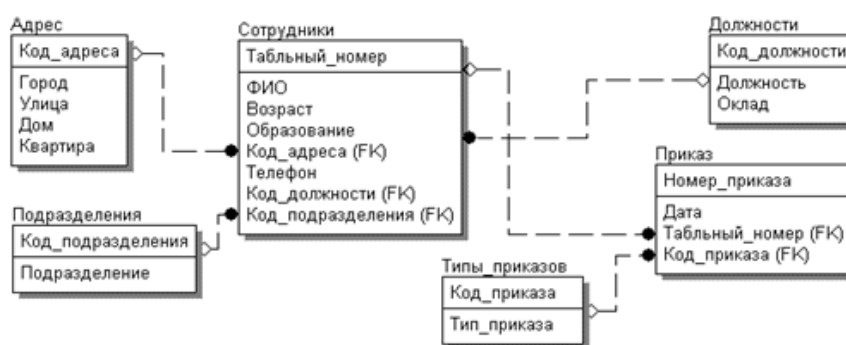 Адрес
Код_адреса
Город
Улица
Дом
Квартира
Сотрудники
Табльный_номер
ФИО
Возраст
Образование
Код_адреса (FK)
Телефон
Код_должности (FK)
Код_подразделения (FK)
Должности
Код_должности
Должность
Оклад
Подразделения
Код_подразделения
Подразделение
Типы_приказов
Код_приказа
Тип_приказа
Приказ
Номер_приказа
Дата
Табльный_номер (FK)
Код_приказа (FK)